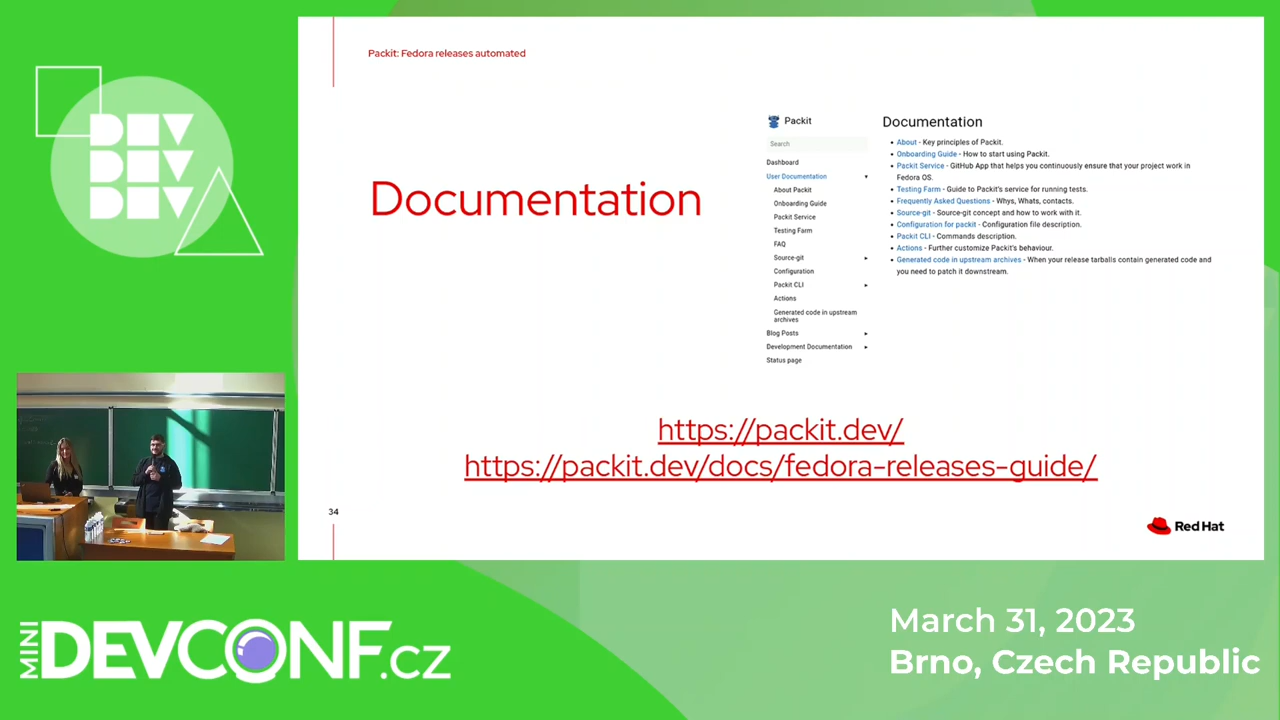 Packit: Fedora releases automated
DEV
DEV
DEV
Documentation
Packit
Search
Dashboard
User Documentation
About Packit
Onboarding Guide
Packit Service
Testing Farm
FAQ
Source-git
Configuration
Packit CLI
Actions
Generated code in upstream
archives
Blog Posts
Development Documentation
Status page
Documentation
• About - Key principles of Packit.
• Onboarding Guide - How to start using Packit.
• Packit Service - GitHub App that helps you continuously ensure that your project work in
Fedora OS.
• Testing Farm - Guide to Packit's service for running tests.
• Frequently Asked Questions - Whys, Whats, contacts.
• Source-git - Source-git concept and how to work with it.
• Configuration for packit - Configuration file description.
• Packit CLI - Commands description.
• Actions - Further customize Packit's behaviour.
• Generated code in upstream archives - When your release tarballs contain generated code and
you need to patch it downstream.
https://packit.dev/
https://packit.dev/docs/fedora-releases-guide/
34
Red Hat
MINI DEVCONF.cz
March 31, 2023
Brno, Czech Republic